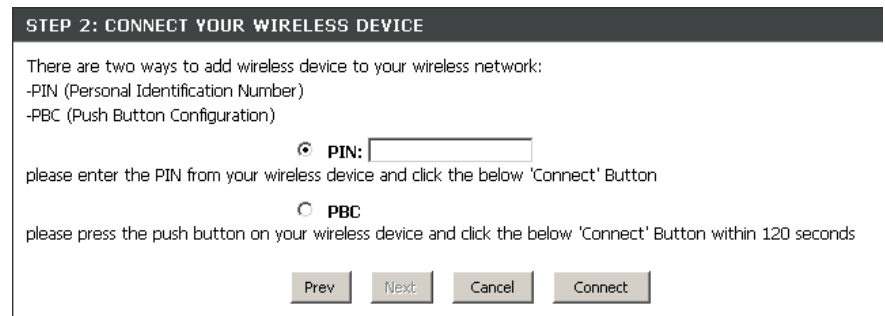 STEP 2: CONNECT YOUR WIRELESS DEVICE
There are two ways to add wireless device to your wireless network:
-PIN (Personal Identification Number)
-PBC (Push Button Configuration)
PIN:
please enter the PIN from your wireless device and click the below 'Connect' Button
PBC
please press the push button on your wireless device and click the below 'Connect' Button within 120 seconds
Prev Next Cancel Connect